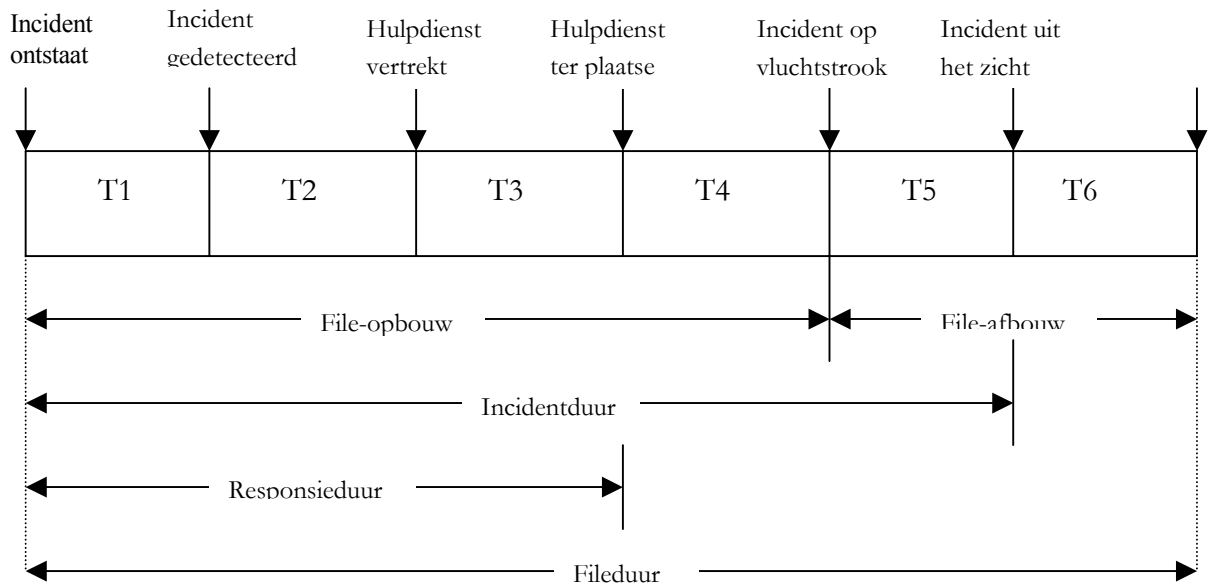 Incident
ontstaat
Incident
gedetecteerd
Hulpdienst
vertrekt
Hulpdienst
ter plaatse
Incident op
vluchtstrook
Incident uit
het zicht
T1 T2 T3 T4 T5 T6
File-opbouw File-afbouw
Incidentduur
Responsieduur
Fileduur